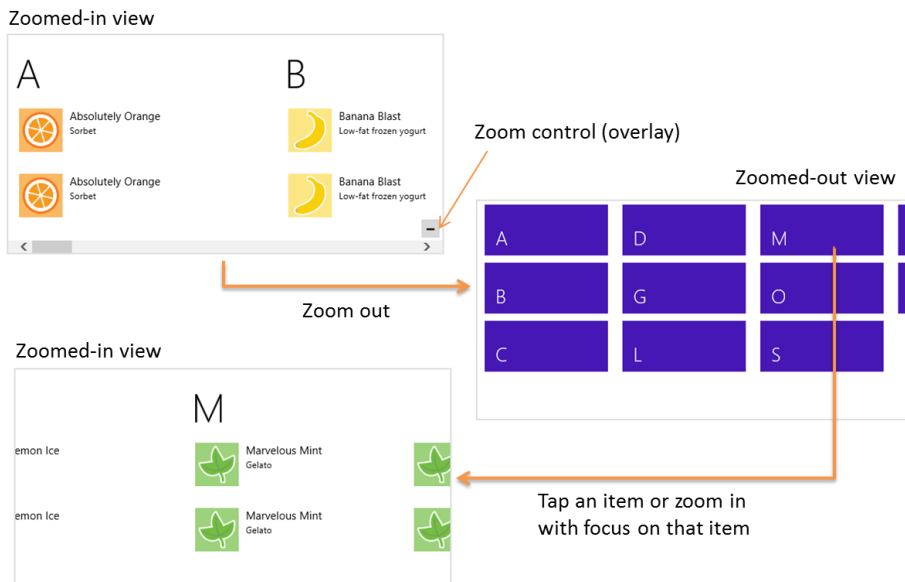 Zoomed-in view
A
B
Absolutely Orange
Sorbet
Banana Blast
Low-fat frozen yogurt
Absolutely Orange
Sorbet
Banana Blast
Low-fat frozen yogurt
Zoom control (overlay)
Zoomed-out view
A
D
M
B
G
O
C
L
S
Zoom out
Zoomed-in view
M
emon Ice
Marvelous Mint
Gelato
emon Ice
Marvelous Mint
Gelato
Tap an item or zoom in
with focus on that item